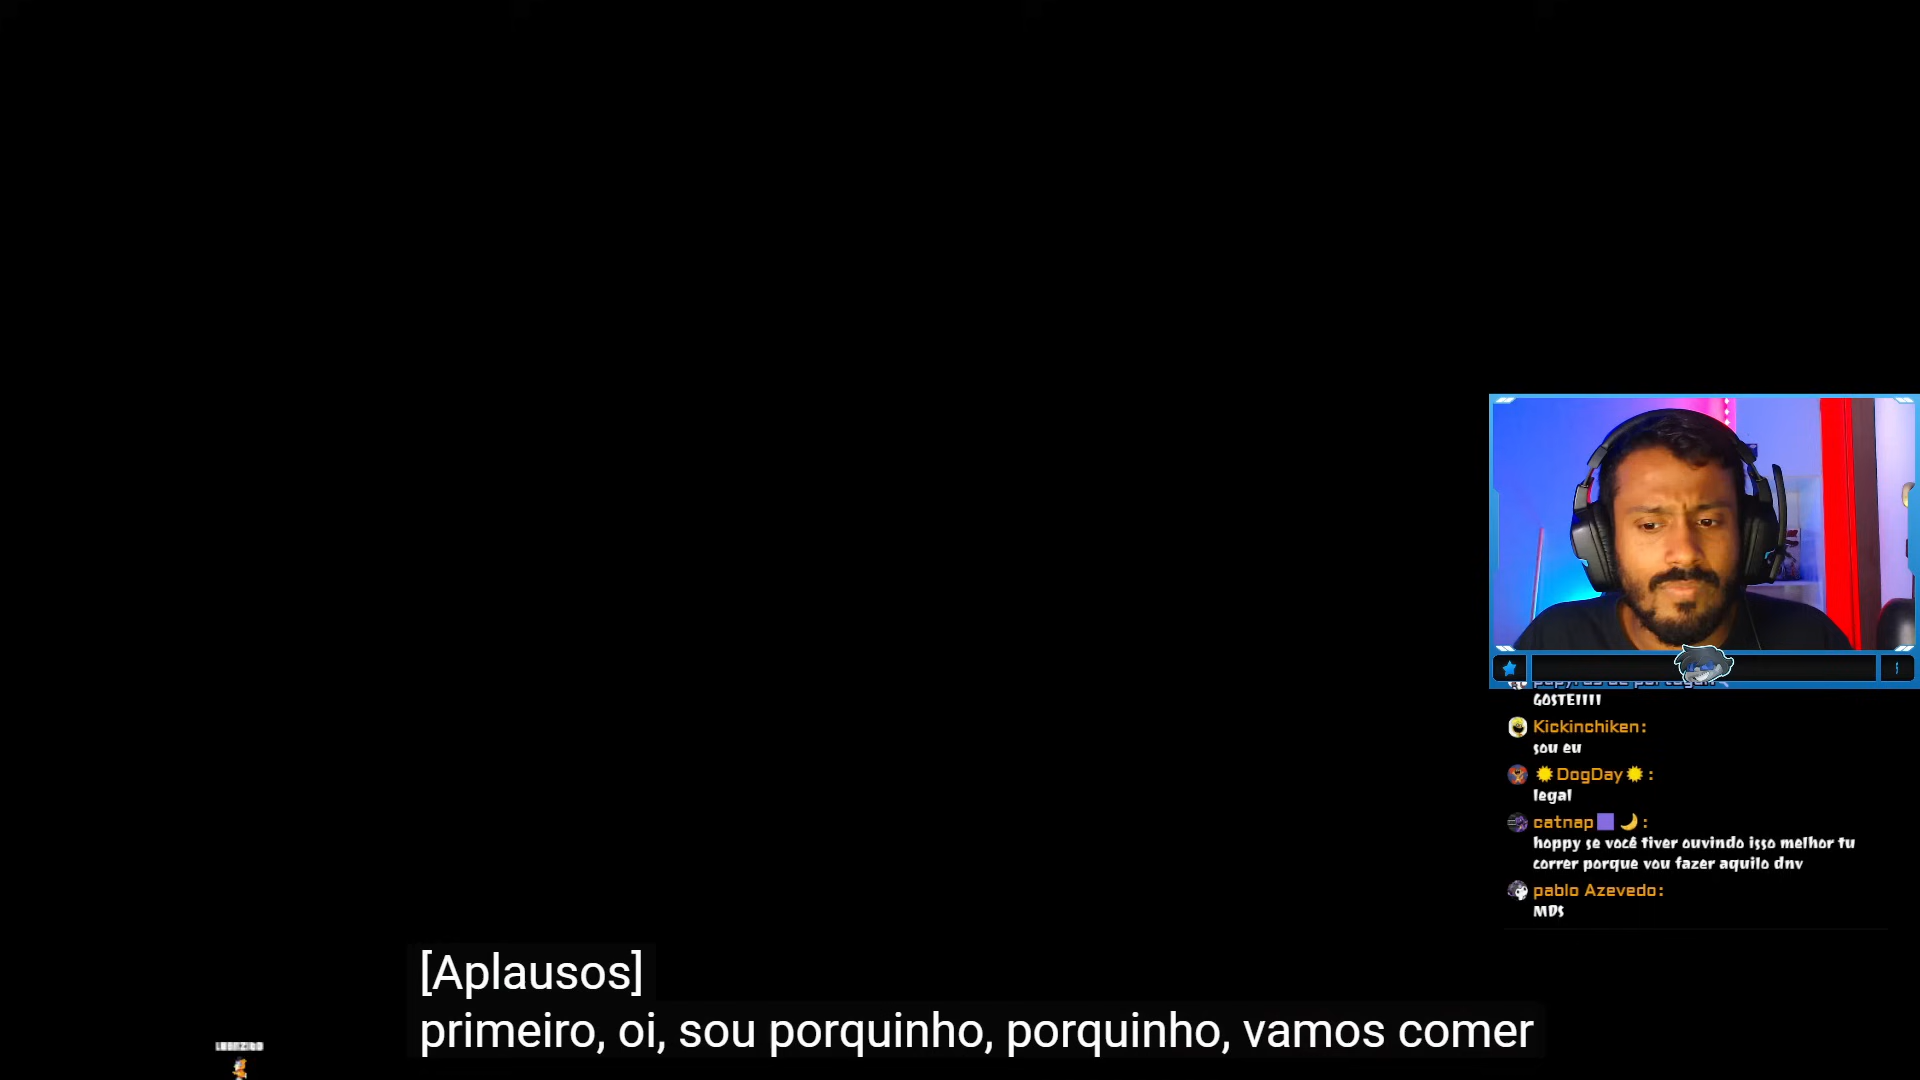 GOSTEIIII
Kickinchiken:
sou eu
DogDay :
legal
catnap :
hoppy se você tiver ouvindo isso melhor tu
correr porque vou fazer aquilo dnv
pablo Azevedo:
MDS
[Aplausos]
primeiro, oi, sou porquinho, porquinho, vamos comer